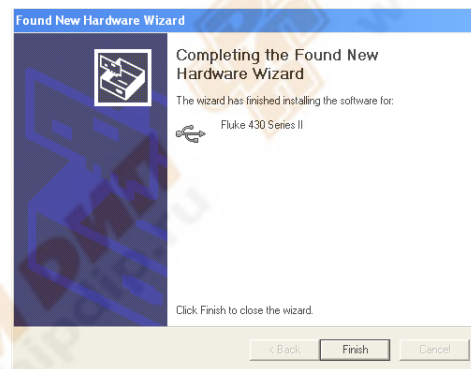 Found New Hardware Wizard
Completing the Found New
Hardware Wizard
The wizard has finished installing the software for:
Fluke 430 Series II
Click Finish to close the wizard.
< Back
Finish
Cancel